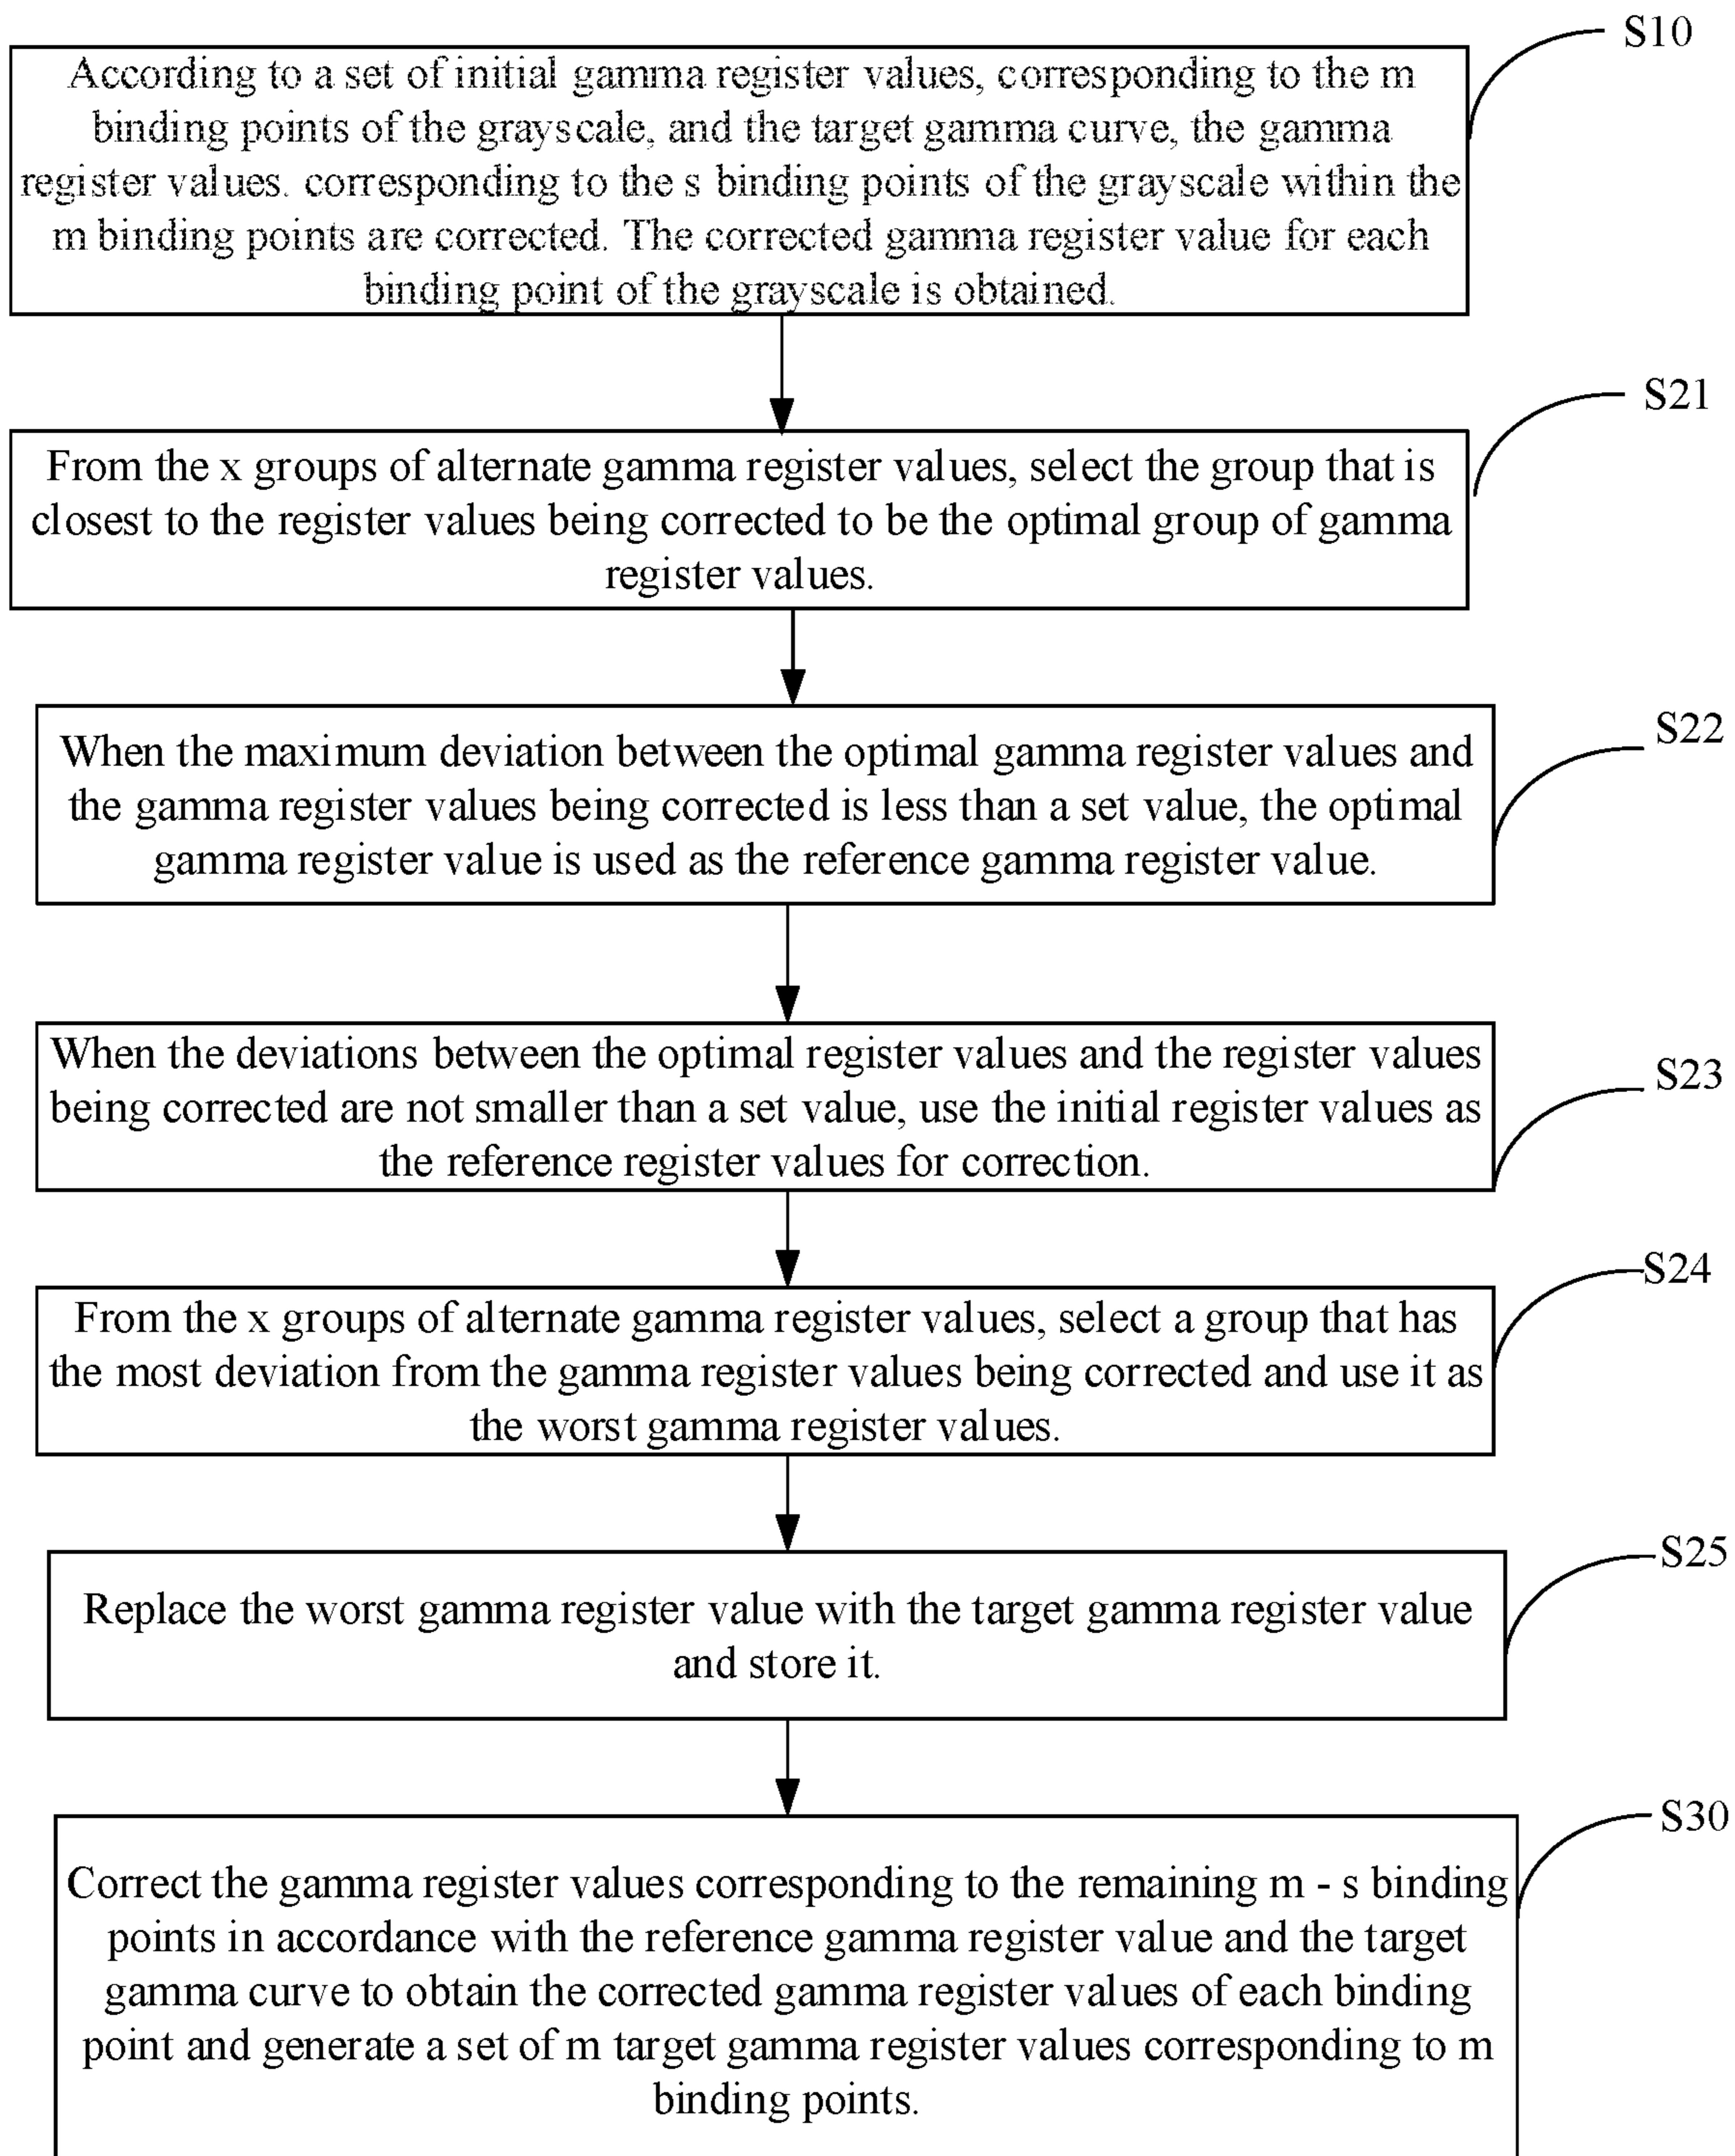 S10
According to a set of initial gamma register values, corresponding to the m
binding points of the grayscale, and the target gamma curve, the gamma
register values. corresponding to the s binding points of the grayscale within the
m binding points are corrected. The corrected gamma register value for each
binding point of the grayscale is obtained.
S21
From the x groups of alternate gamma register values, select the group that is
closest to the register values being corrected to be the optimal group of gamma
register values.
S22
When the maximum deviation between the optimal gamma register values and
the gamma register values being corrected is less than a set value, the optimal
gamma register value is used as the reference gamma register value.
S23
When the deviations between the optimal register values and the register values
being corrected are not smaller than a set value, use the initial register values as
the reference register values for correction.
S24
From the x groups of alternate gamma register values, select a group that has
the most deviation from the gamma register values being corrected and use it as
the worst gamma register values.
S25
Replace the worst gamma register value with the target gamma register value
and store it.
S30
Correct the gamma register values corresponding to the remaining m - s binding
points in accordance with the reference gamma register value and the target
gamma curve to obtain the corrected gamma register values of each binding
point and generate a set of m target gamma register values corresponding to m
binding points.